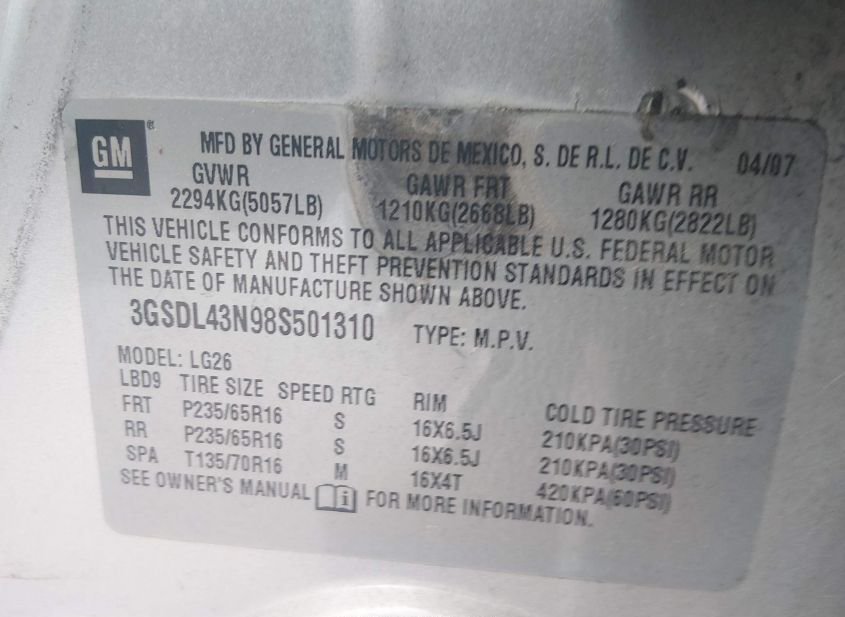 GM ®
MFD BY GENERAL MOTORS DE MEXICO, S. DE R.L. DE C.V. 04/07
GVWR GAWR FRT GAWR RR
2294KG(5057LB) 1210KG(2668LB) 1280KG(2822LB)
THIS VEHICLE CONFORMS TO ALL APPLICABLE U.S. FEDERAL MOTOR
VEHICLE SAFETY AND THEFT PREVENTION STANDARDS IN EFFECT ON
THE DATE OF MANUFACTURE SHOWN ABOVE.
3GSDL43N98S501310 TYPE: M.P.V.
MODEL: LG26
LBD9 TIRE SIZE SPEED RTG RIM COLD TIRE PRESSURE
FRT P235/65R16 S 16X6.5J 210KPA(30PSI)
RR P235/65R16 S 16X6.5J 210KPA(30PSI)
SPA T135/70R16 M 16X4T 420KPA(60PSI)
SEE OWNER'S MANUAL i FOR MORE INFORMATION.